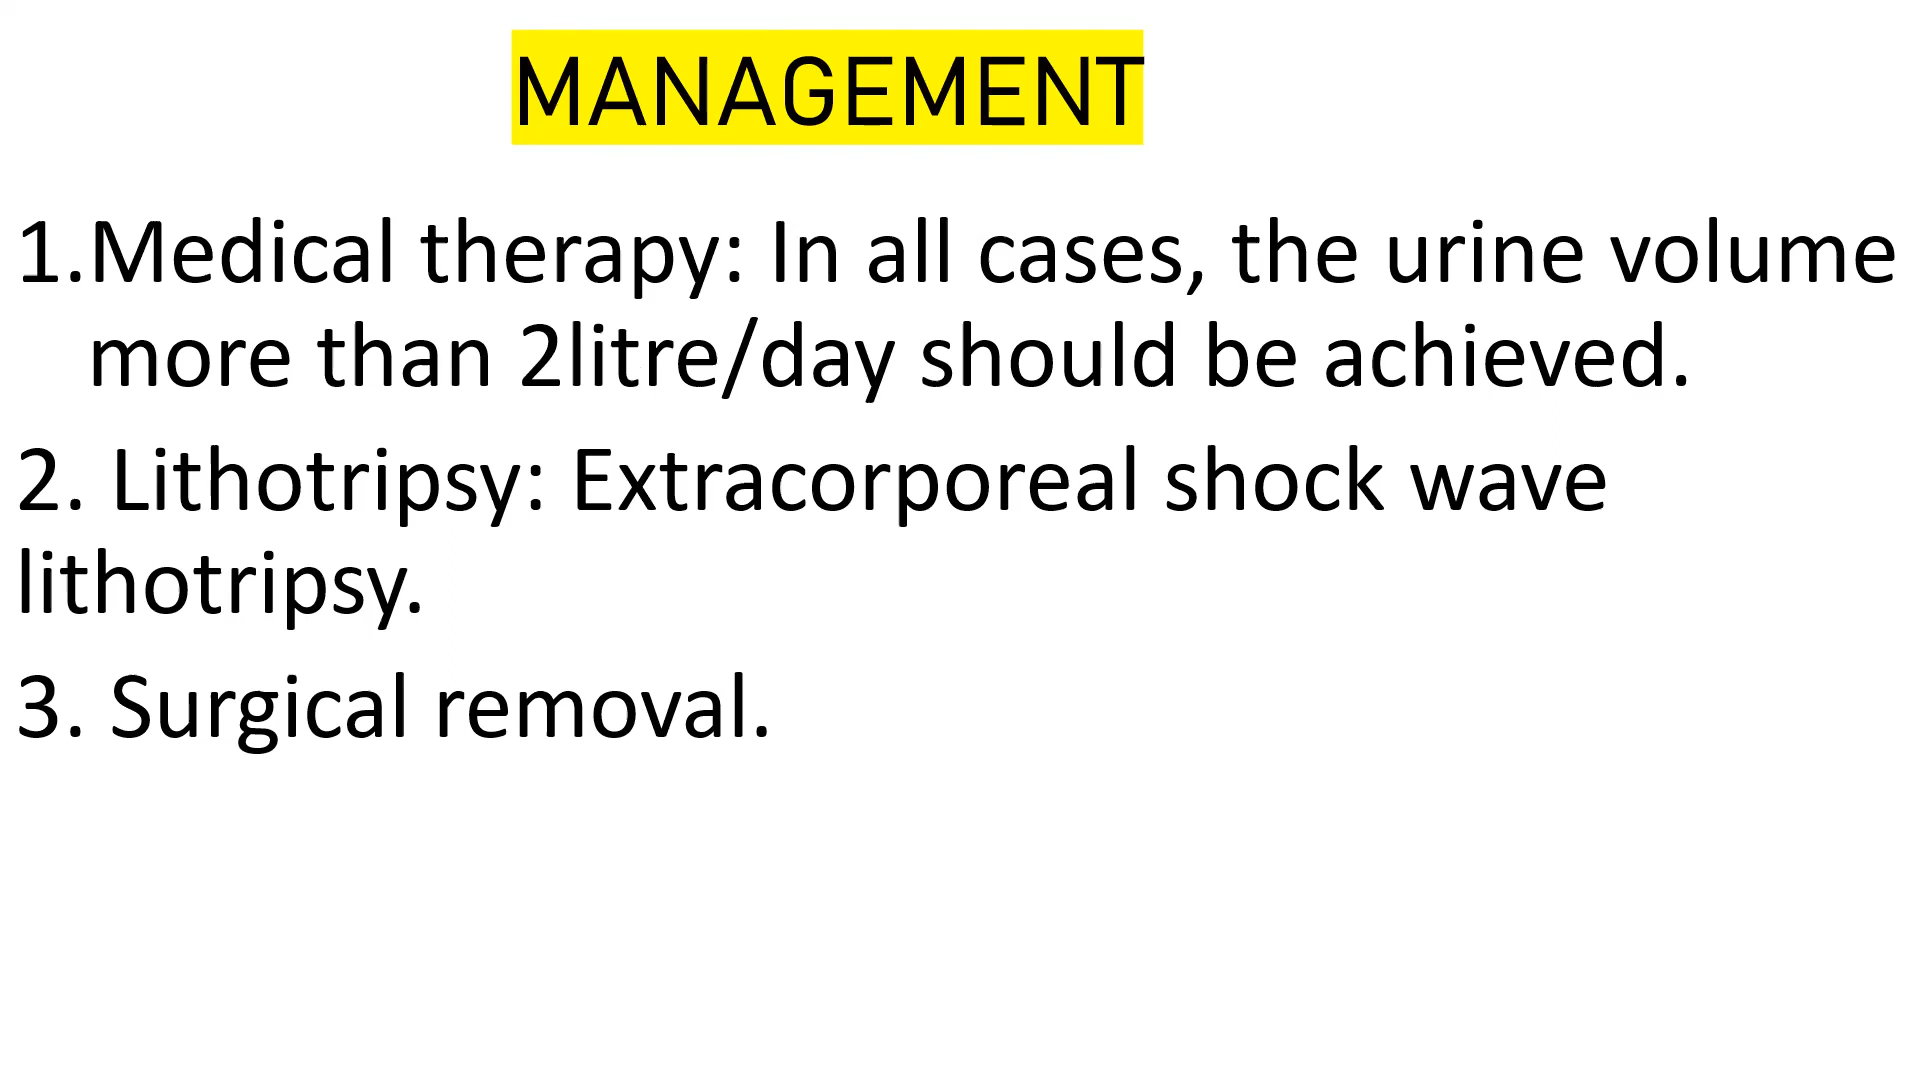 MANAGEMENT
1.Medical therapy: In all cases, the urine volume
more than 2litre/day should be achieved.
2. Lithotripsy: Extracorporeal shock wave
lithotripsy.
3. Surgical removal.